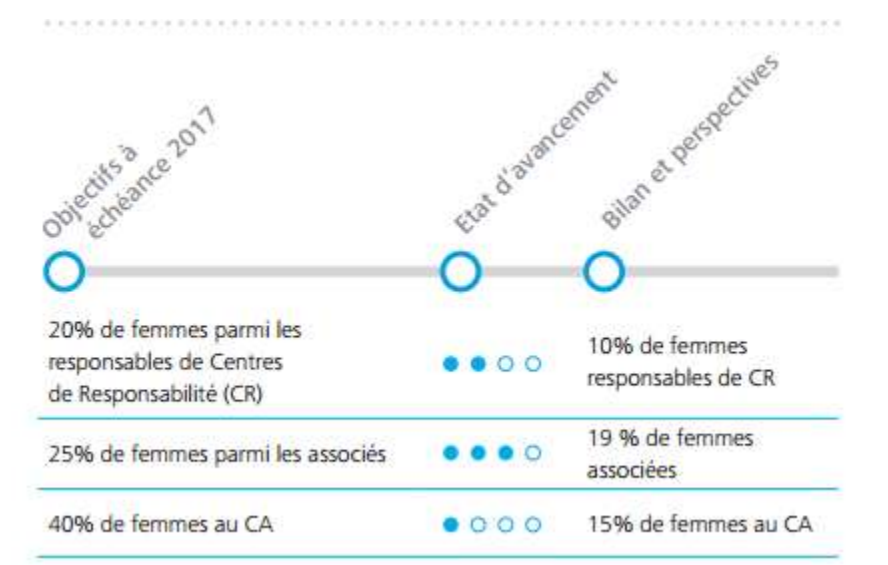 Objectifs à
échéance 2017
Etat d'avancement
Bilan et perspectives
20% de femmes parmi les
responsables de Centres
de Responsabilité (CR)
10% de femmes
responsables de CR
25% de femmes parmi les associés
19 % de femmes
associées
40% de femmes au CA
15% de femmes au CA